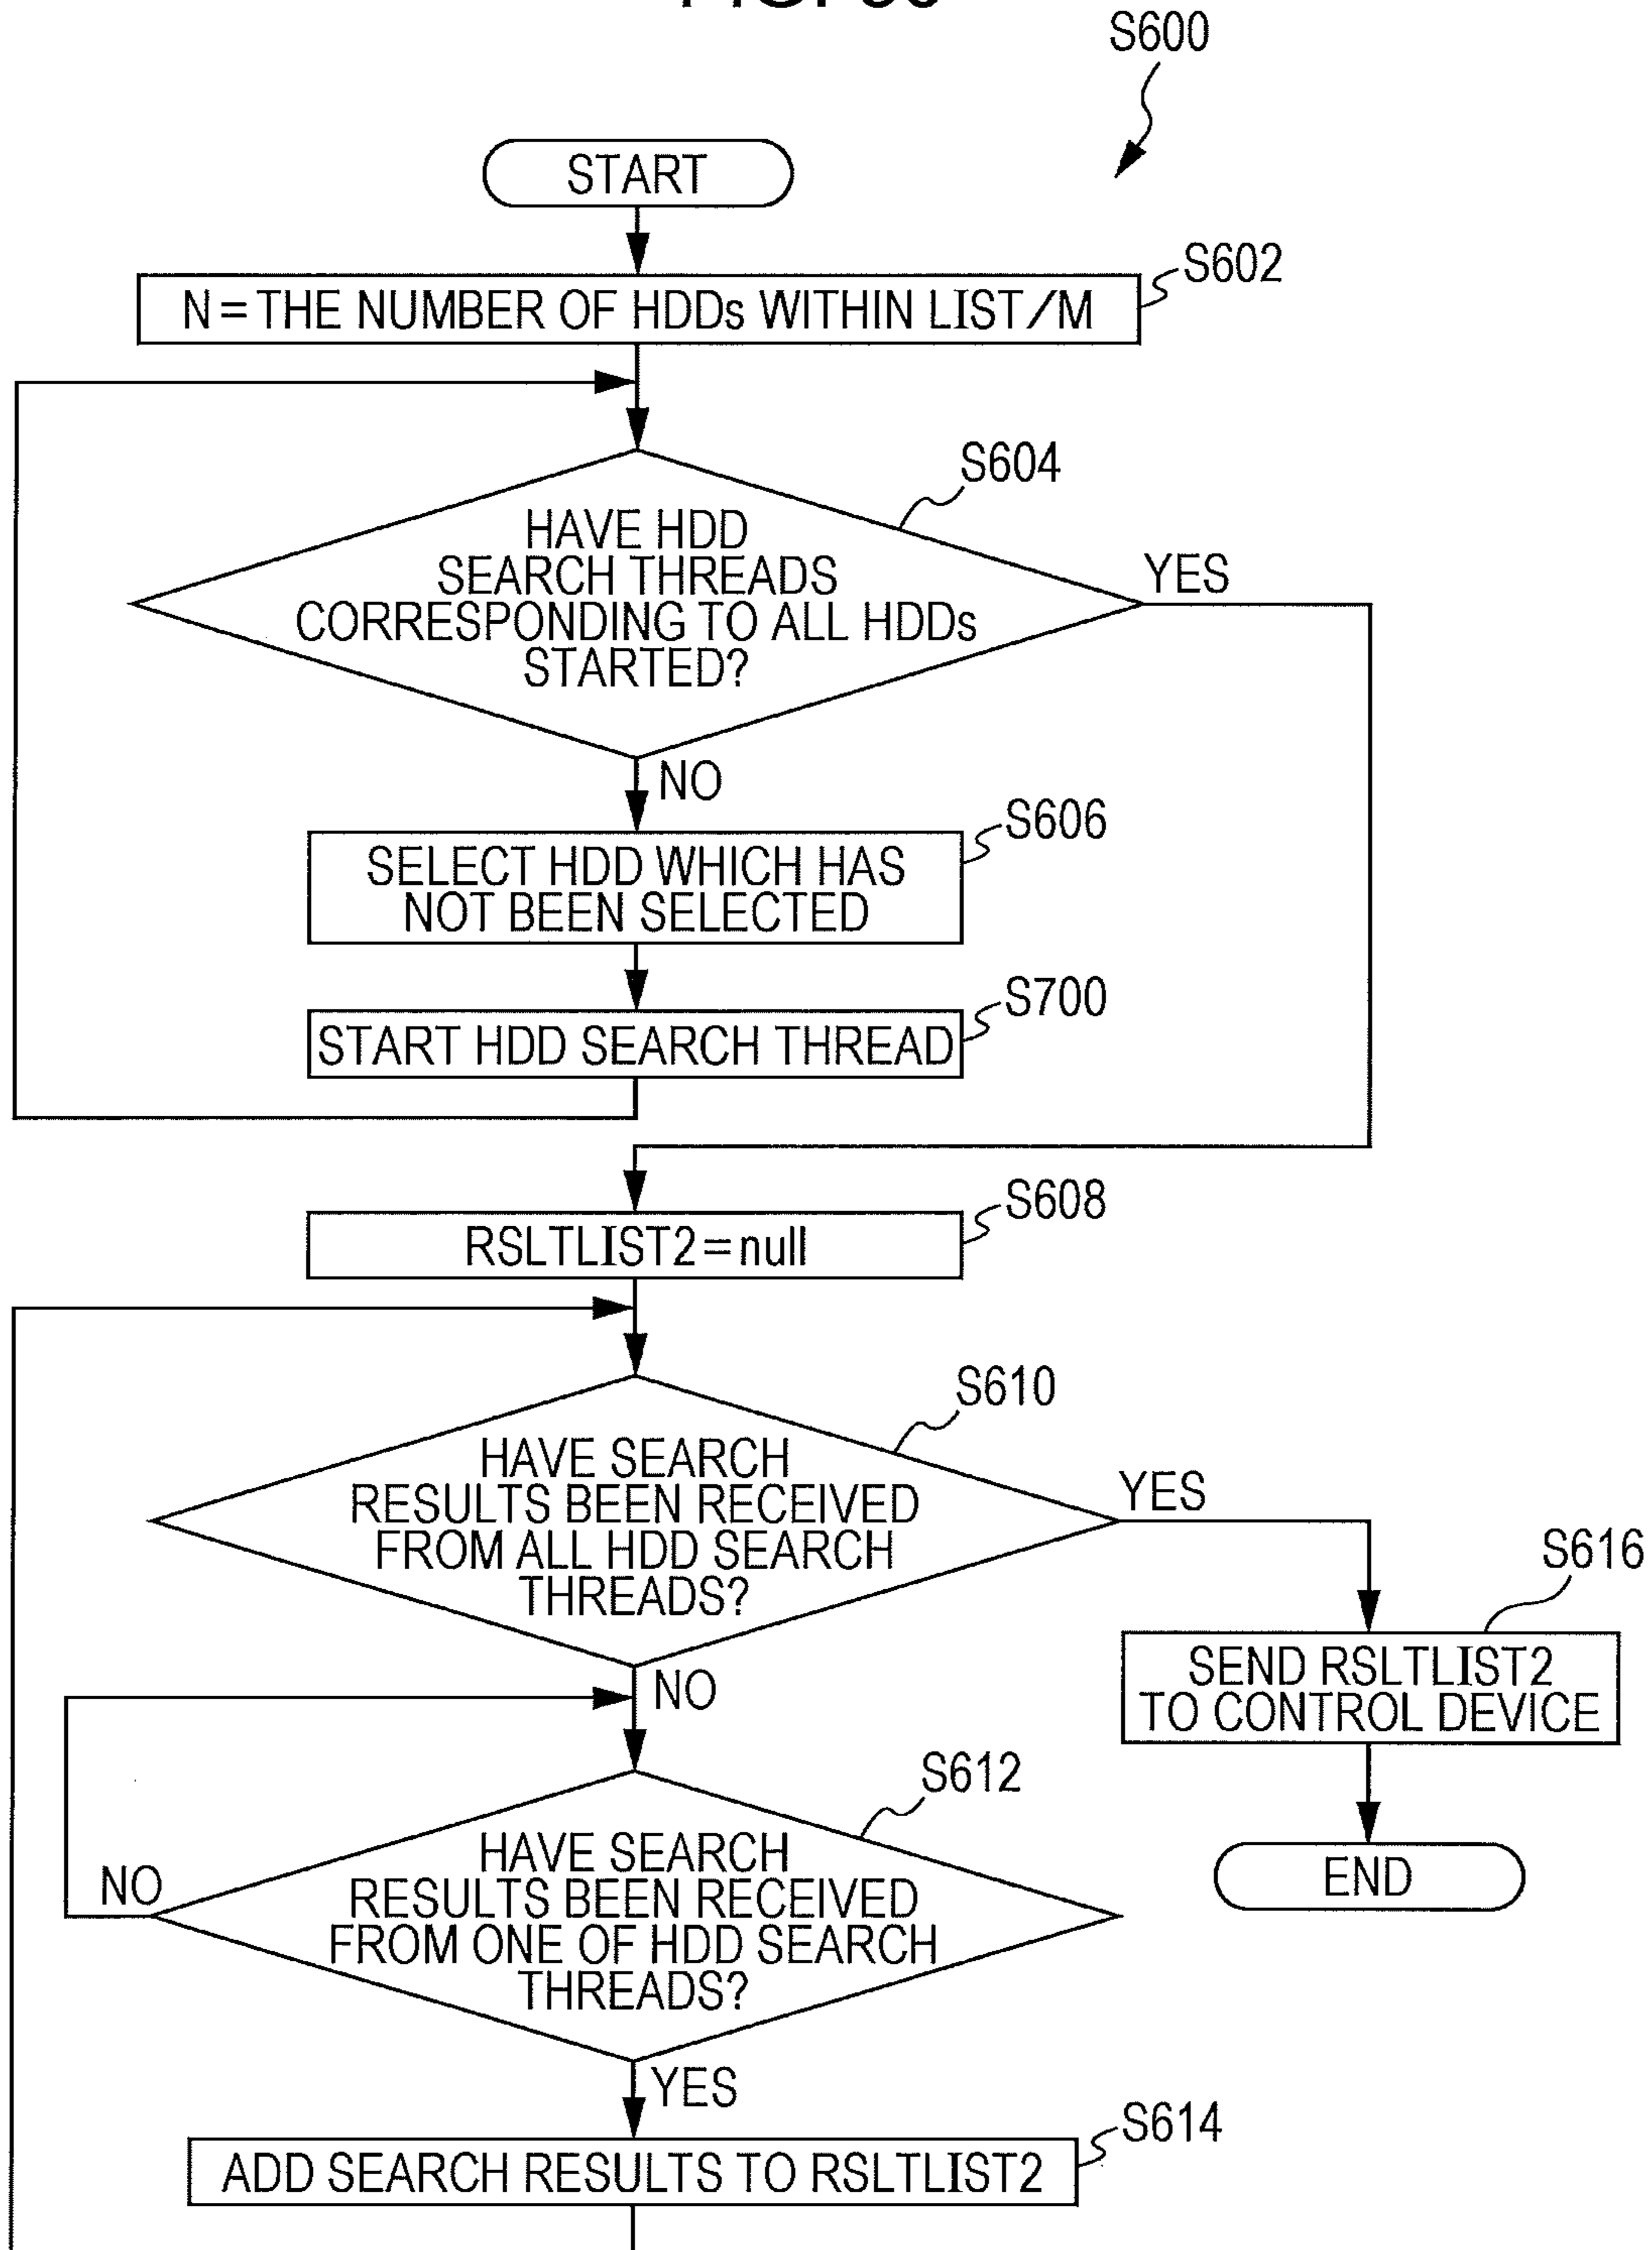 S600
START
S602
N = THE NUMBER OF HDDs WITHIN LIST/M
S604
HAVE HDD
SEARCH THREADS
CORRESPONDING TO ALL HDDs
STARTED?
YES
NO
S606
SELECT HDD WHICH HAS
NOT BEEN SELECTED
S700
START HDD SEARCH THREAD
S608
RSLTLIST2 = null
S610
HAVE SEARCH
RESULTS BEEN RECEIVED
FROM ALL HDD SEARCH
THREADS?
YES
S616
SEND RSLTLIST2
TO CONTROL DEVICE
NO
S612
HAVE SEARCH
RESULTS BEEN RECEIVED
FROM ONE OF HDD SEARCH
THREADS?
NO
END
YES
S614
ADD SEARCH RESULTS TO RSLTLIST2